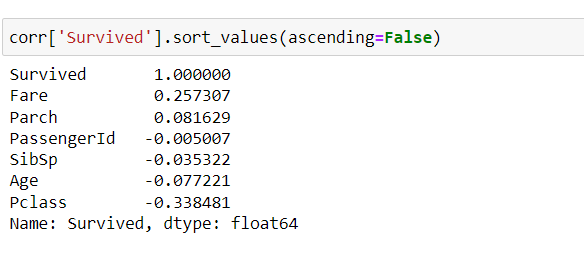 corr['Survived'].sort_values(ascending=False)
Survived       1.000000
Fare           0.257307
Parch          0.081629
PassengerId   -0.005007
SibSp         -0.035322
Age           -0.077221
Pclass        -0.338481
Name: Survived, dtype: float64